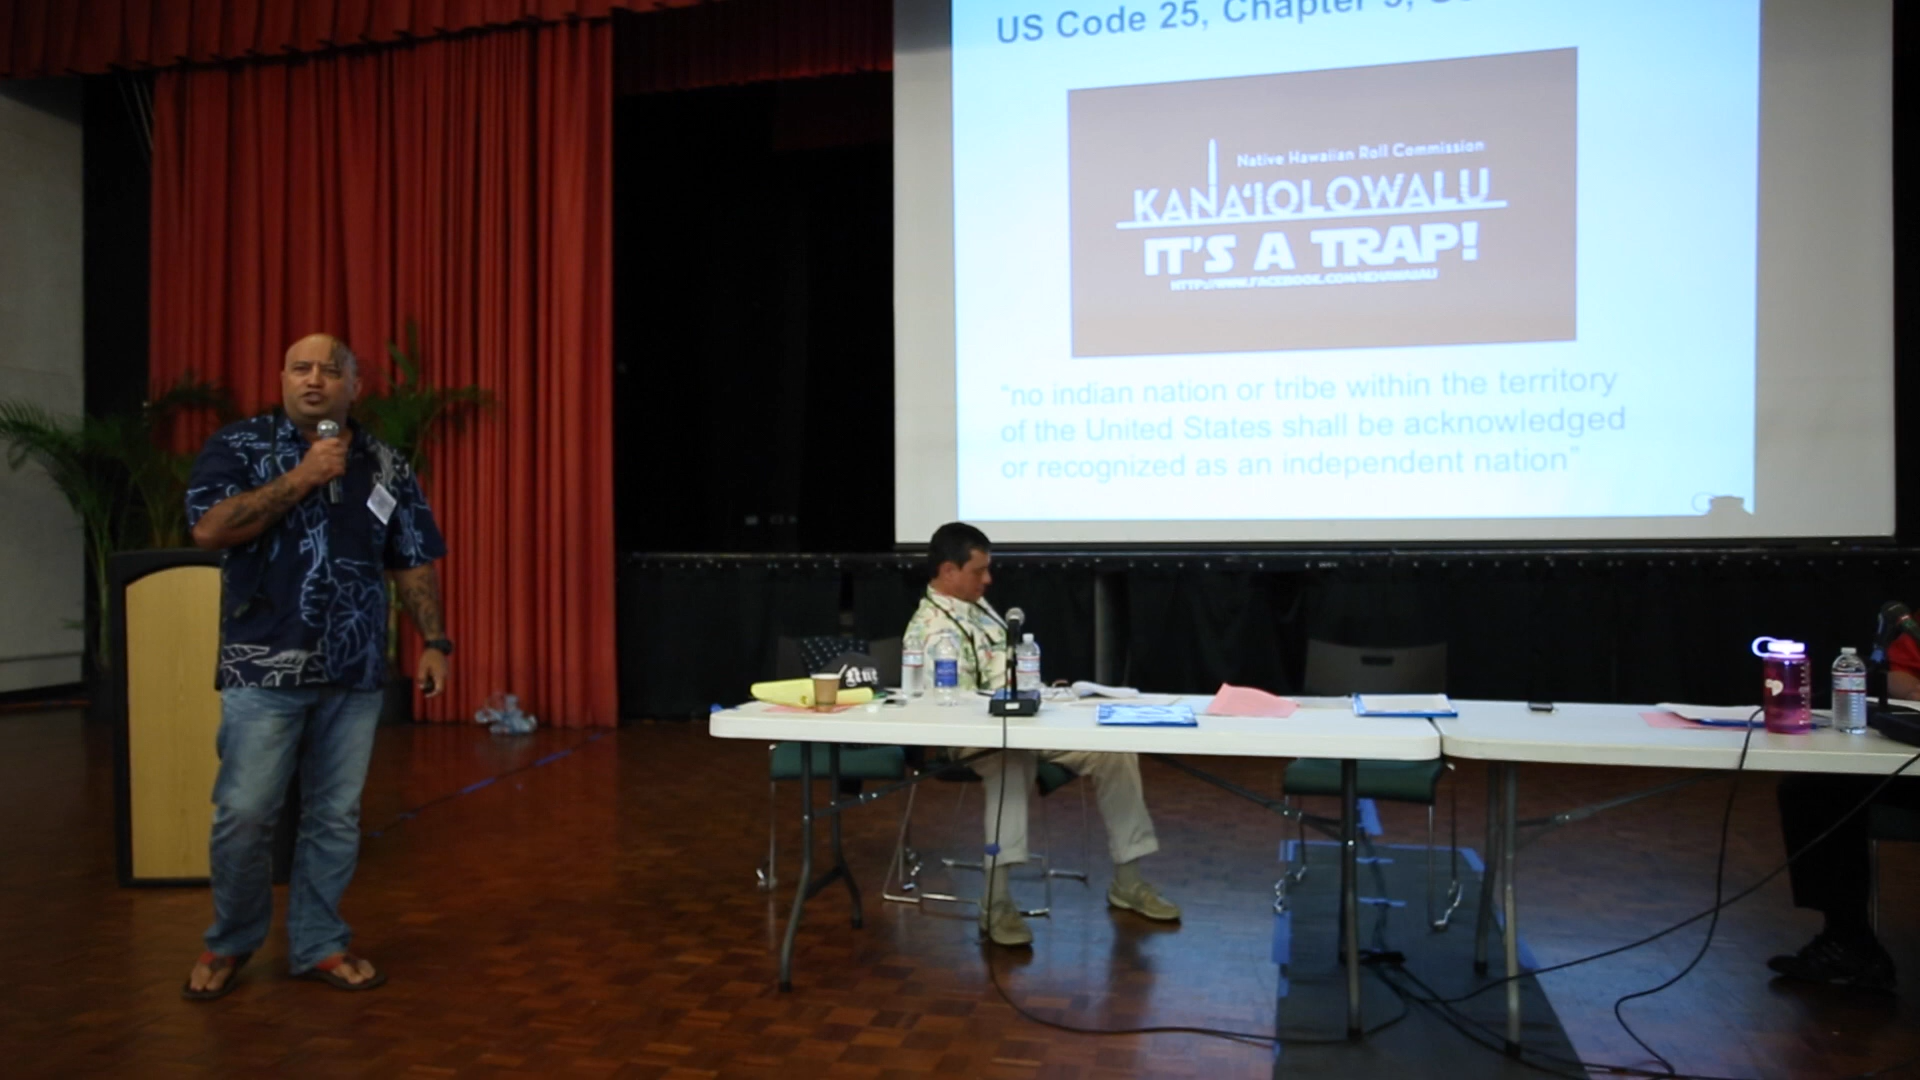 US Code 25, Chapter
Native Hawaiian Roll Commission
KANA'IOLOWALU
IT'S A TRAP!
"no indian nation or tribe within the territory
of the United States shall be acknowledged
or recognized as an independent nation"